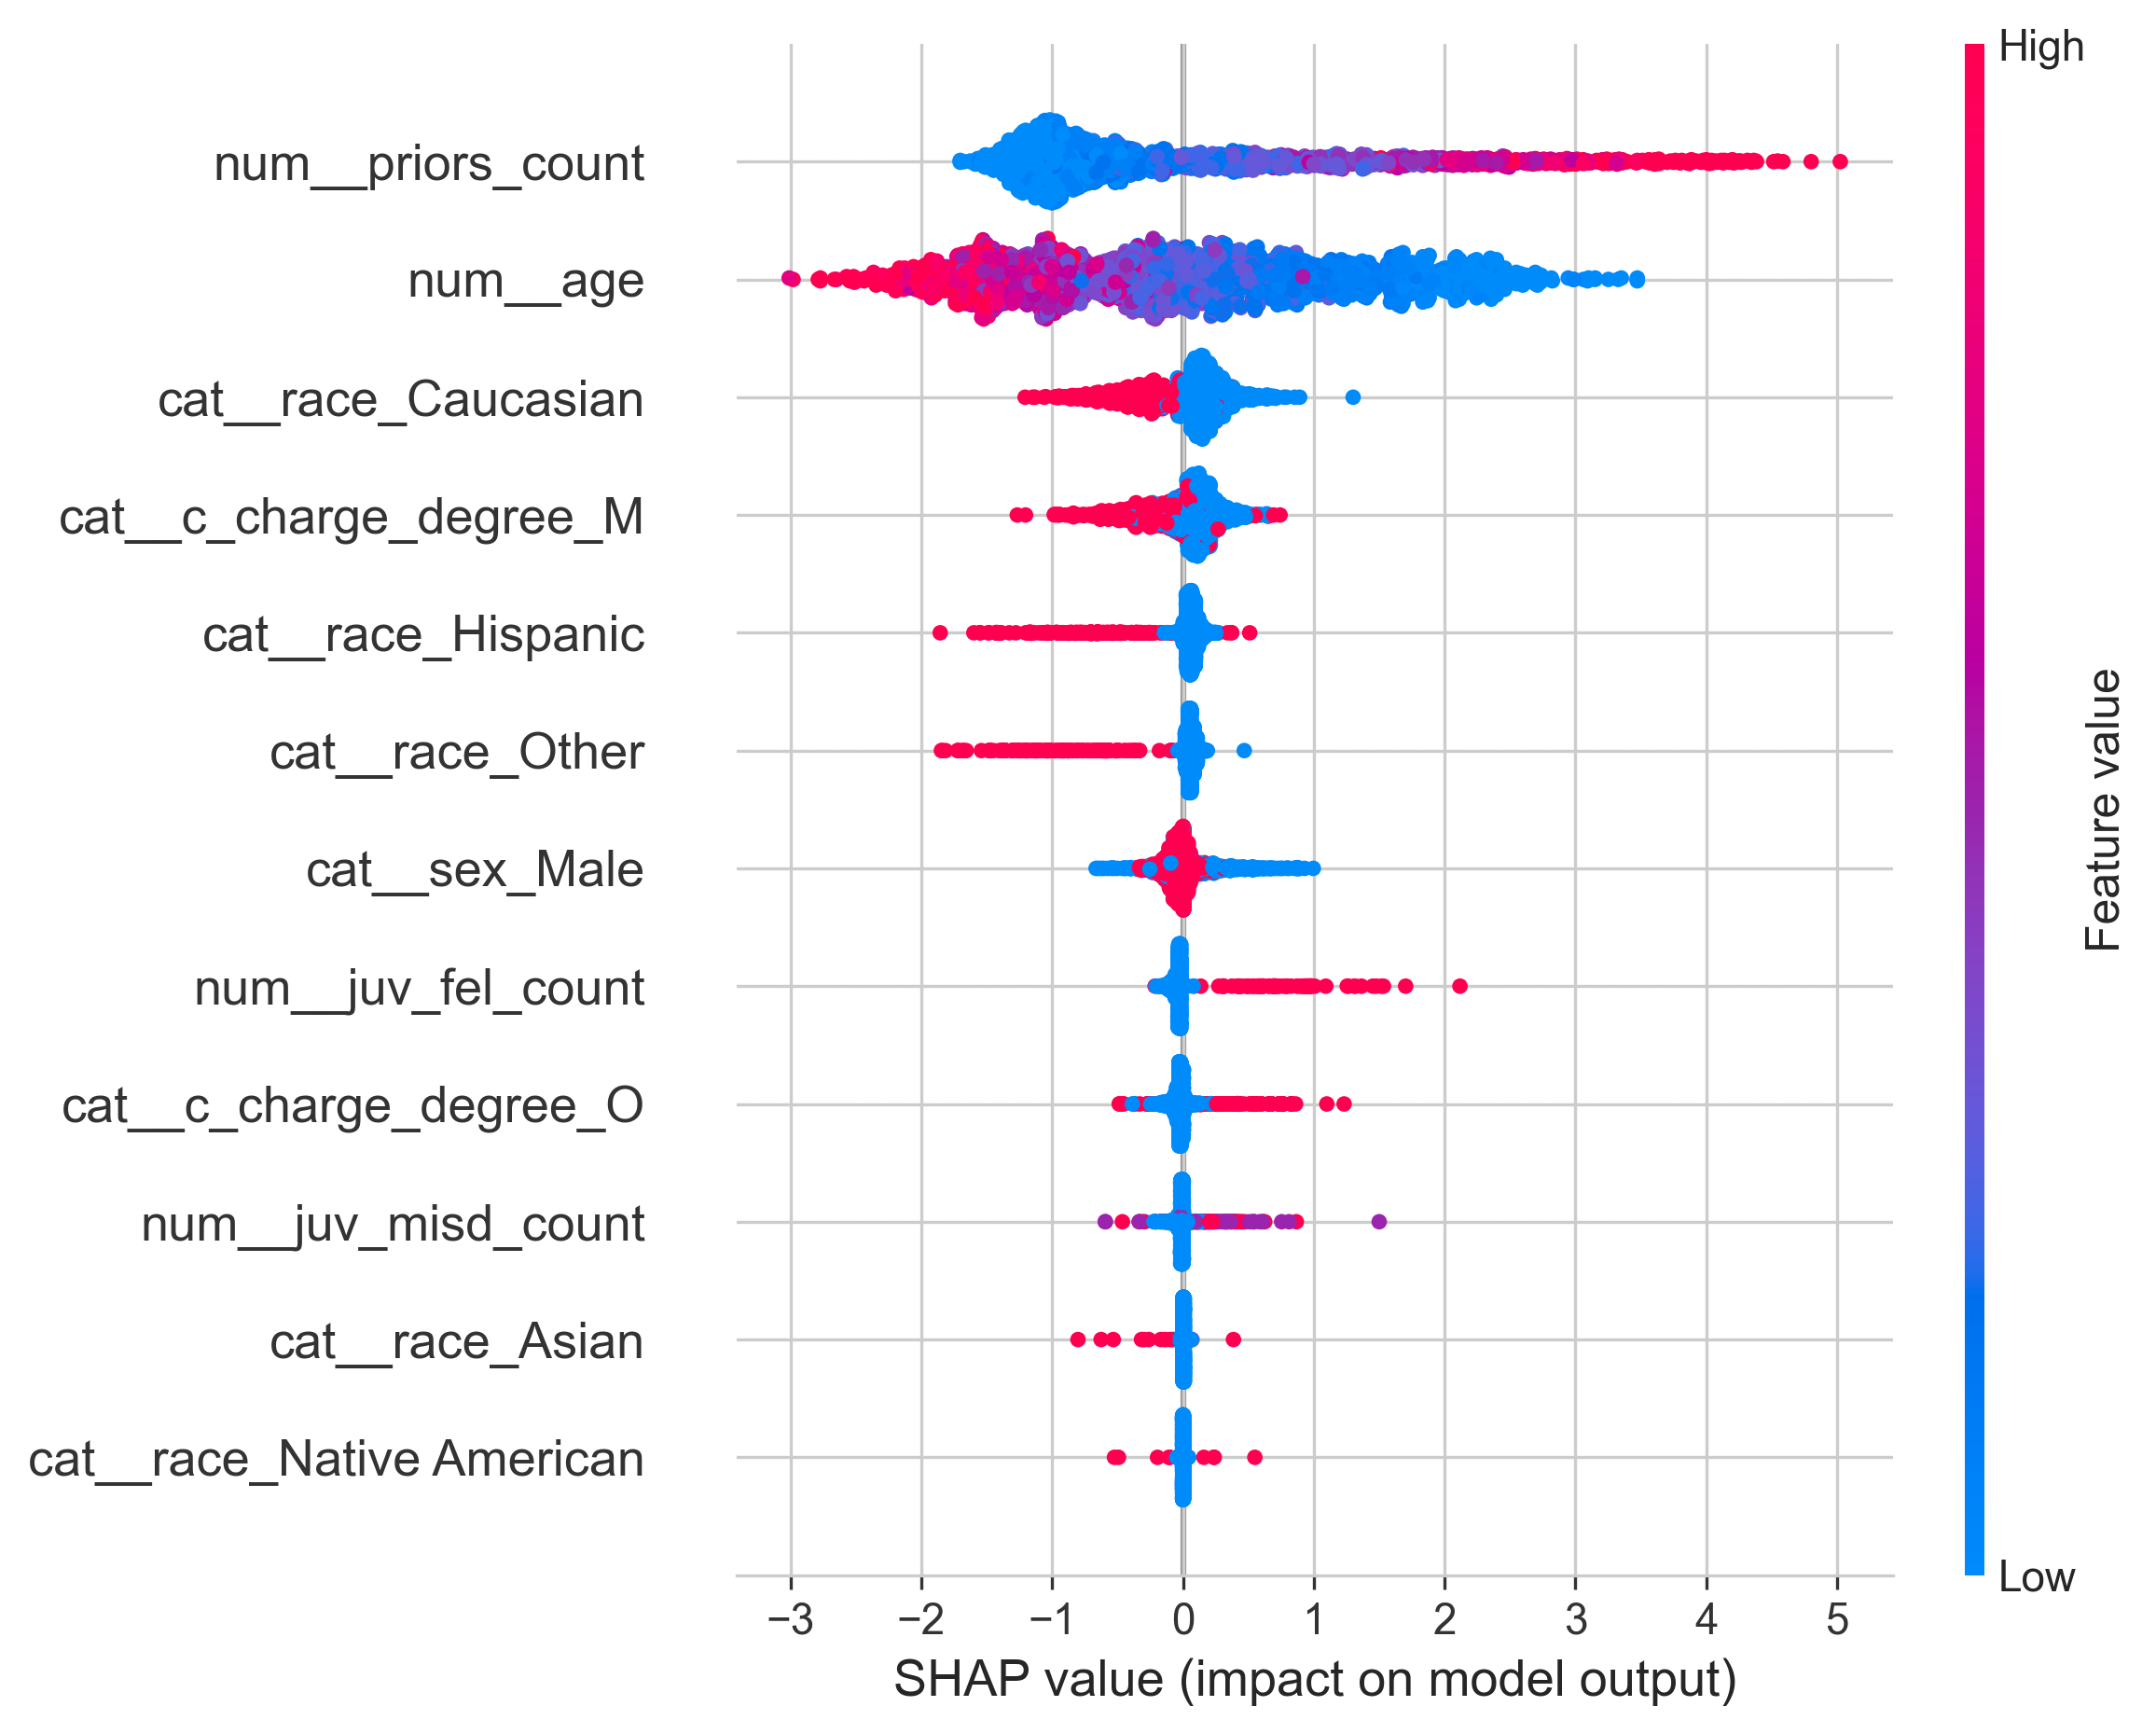 High
num__priors_count
num__age
cat__race_Caucasian
cat__c_charge_degree_M
cat__race_Hispanic
cat__race_Other
cat__sex_Male
num__juv_fel_count
cat__c_charge_degree_O
num__juv_misd_count
cat__race_Asian
cat__race_Native American
Feature value
Low
−3 −2 −1 0 1 2 3 4 5
SHAP value (impact on model output)